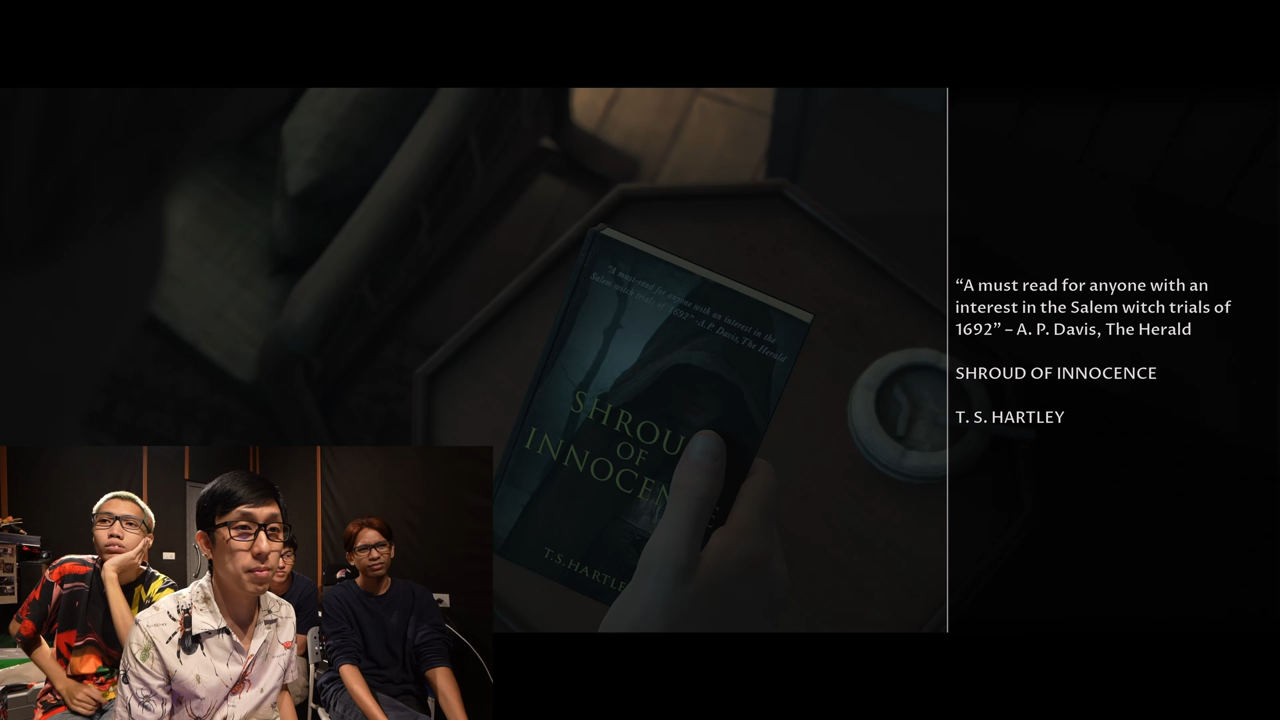 "A must-read for anyone with an interest in the
Salem witch trials of 1692" -A.P. Davis, The Herald
SHROU
OF
INNOCEN
T.S.HARTLE
“A must read for anyone with an
interest in the Salem witch trials of
1692” – A. P. Davis, The Herald
SHROUD OF INNOCENCE
T. S. HARTLEY